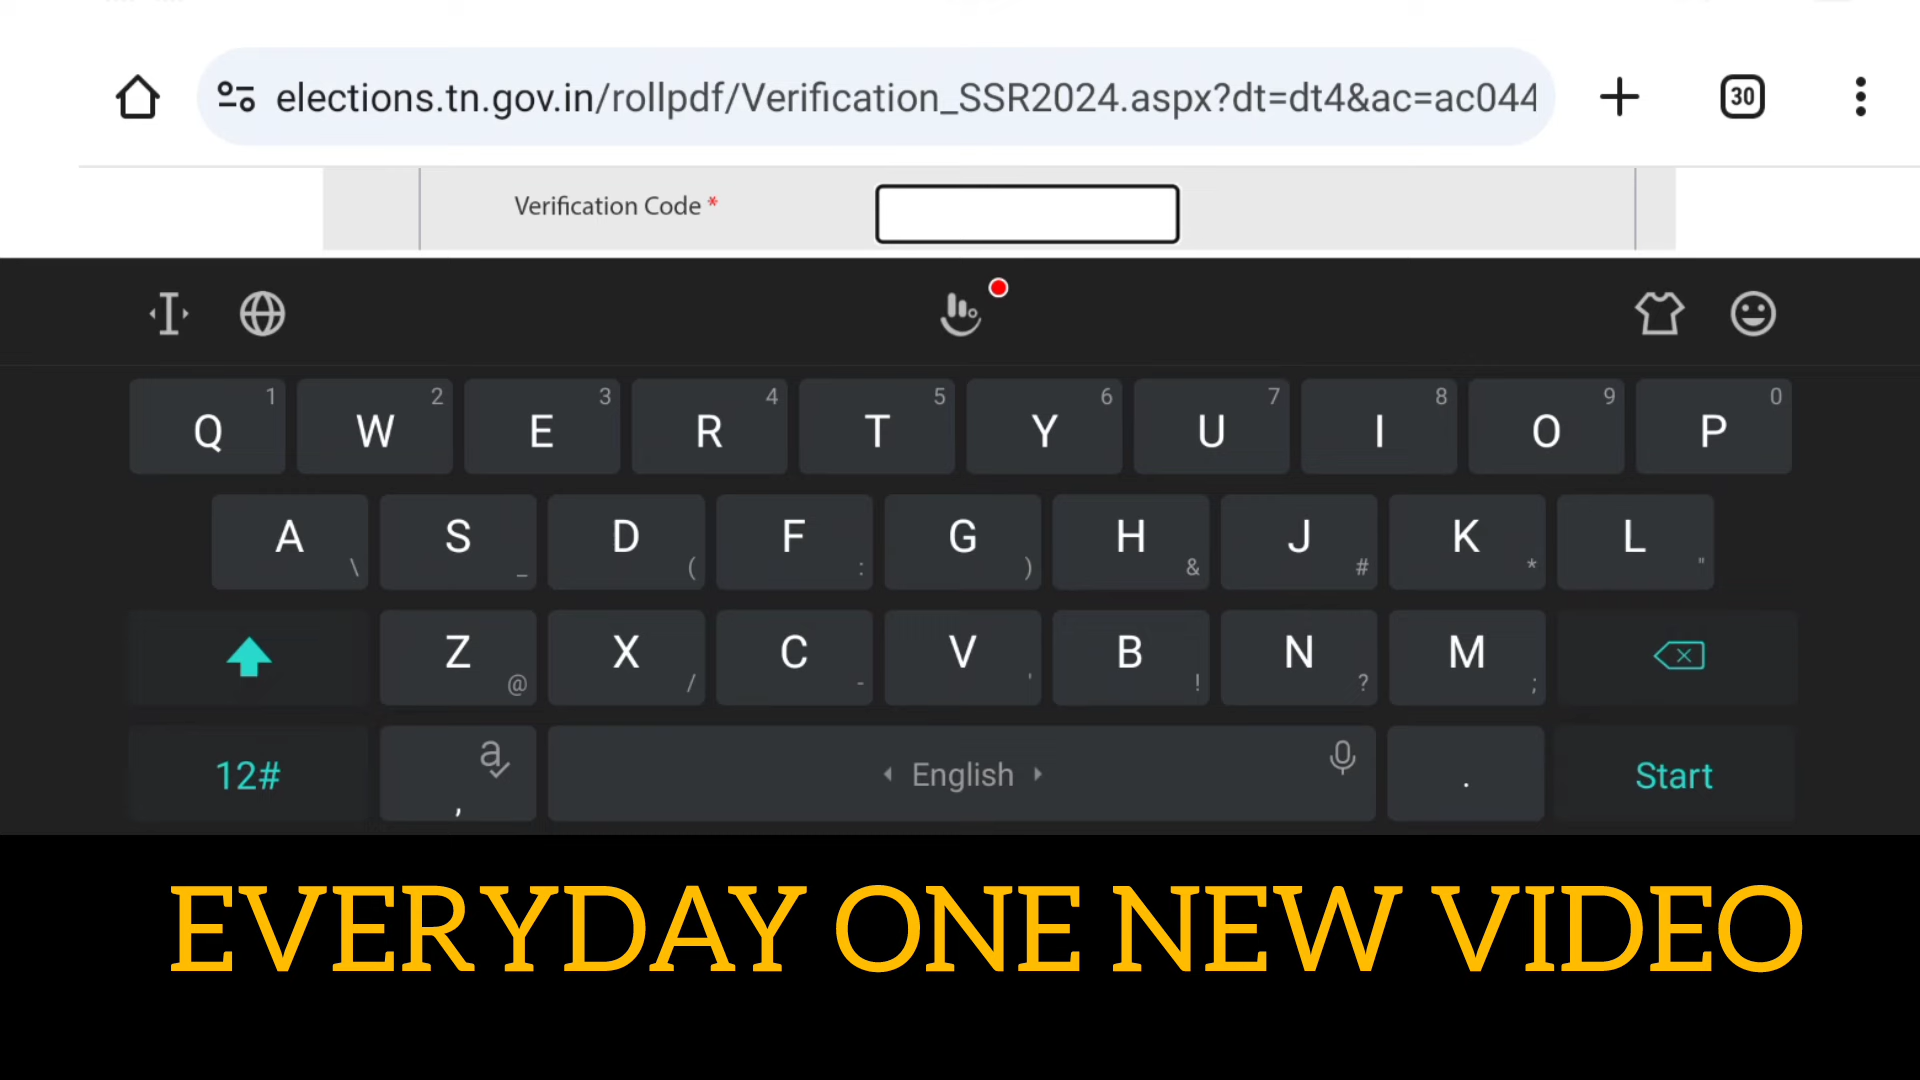 elections.tn.gov.in/rollpdf/Verification_SSR2024.aspx?dt=dt4&ac=ac044
30
Verification Code *
Q 1 W 2 E 3 R 4 T 5 Y 6 U 7 I 8 O 9 P 0
A \ S _ D ( F : G ) H & J # K * L "
Z @ X / C - V ' B ! N ? M ;
12# , a English . Start
EVERYDAY ONE NEW VIDEO